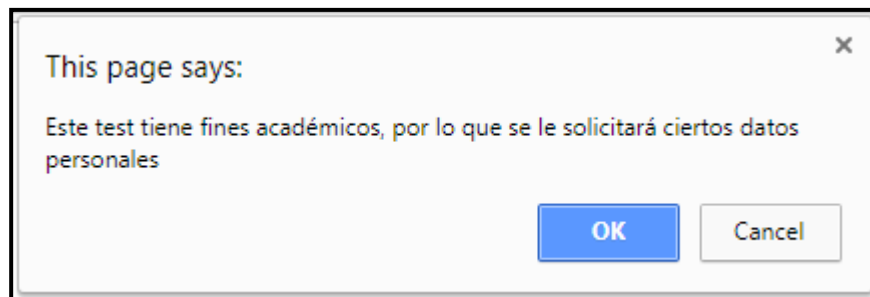 This page says:
Este test tiene fines académicos, por lo que se le solicitará ciertos datos
personales
OK Cancel